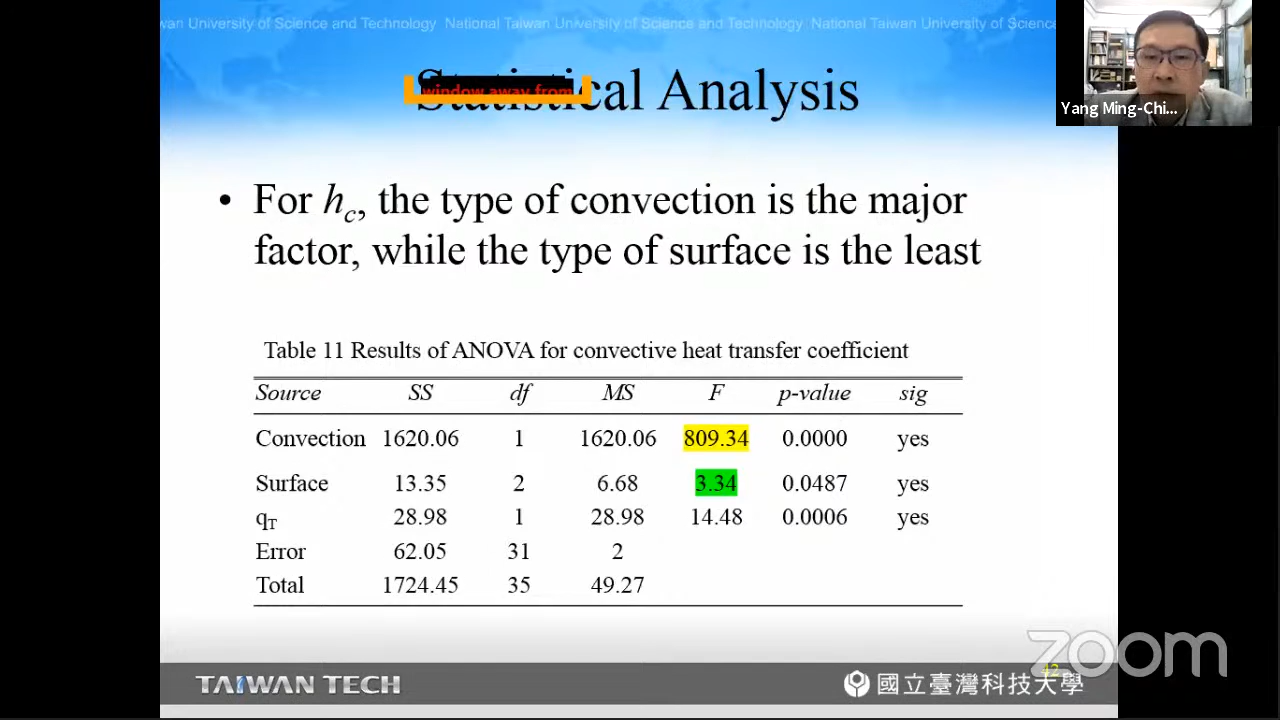 wan University of Science and Technology National Taiwan University of Science and Technology National Taiwan University of Science
Statistical Analysis
window away from
Yang Ming-Chi...
• For hc, the type of convection is the major
factor, while the type of surface is the least
Table 11 Results of ANOVA for convective heat transfer coefficient
Source SS df MS F p-value sig
Convection 1620.06 1 1620.06 809.34 0.0000 yes
Surface 13.35 2 6.68 3.34 0.0487 yes
qT 28.98 1 28.98 14.48 0.0006 yes
Error 62.05 31 2
Total 1724.45 35 49.27
zoom
42
TAIWAN TECH
國立臺灣科技大學